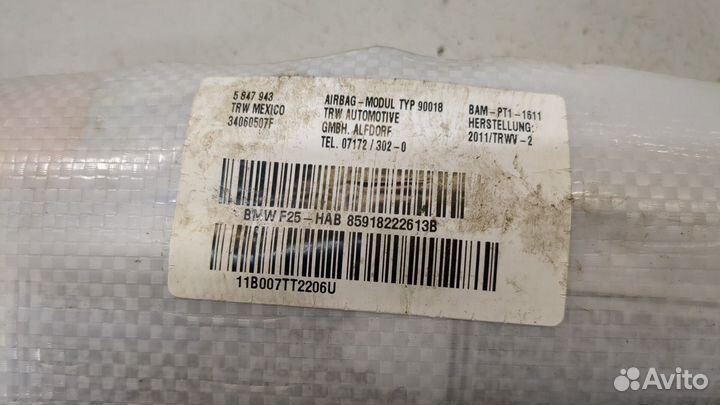 5 847 943
TRW MEXICO
34060507F
AIRBAG-MODUL TYP 90018
TRW AUTOMOTIVE
GMBH. ALFDORF
TEL. 07172/302-0
BAM-PT1-1611
HERSTELLUNG:
2011/TRWV-2
BMW F25-HAB 85918222613B
11B007TT2206U
Avito